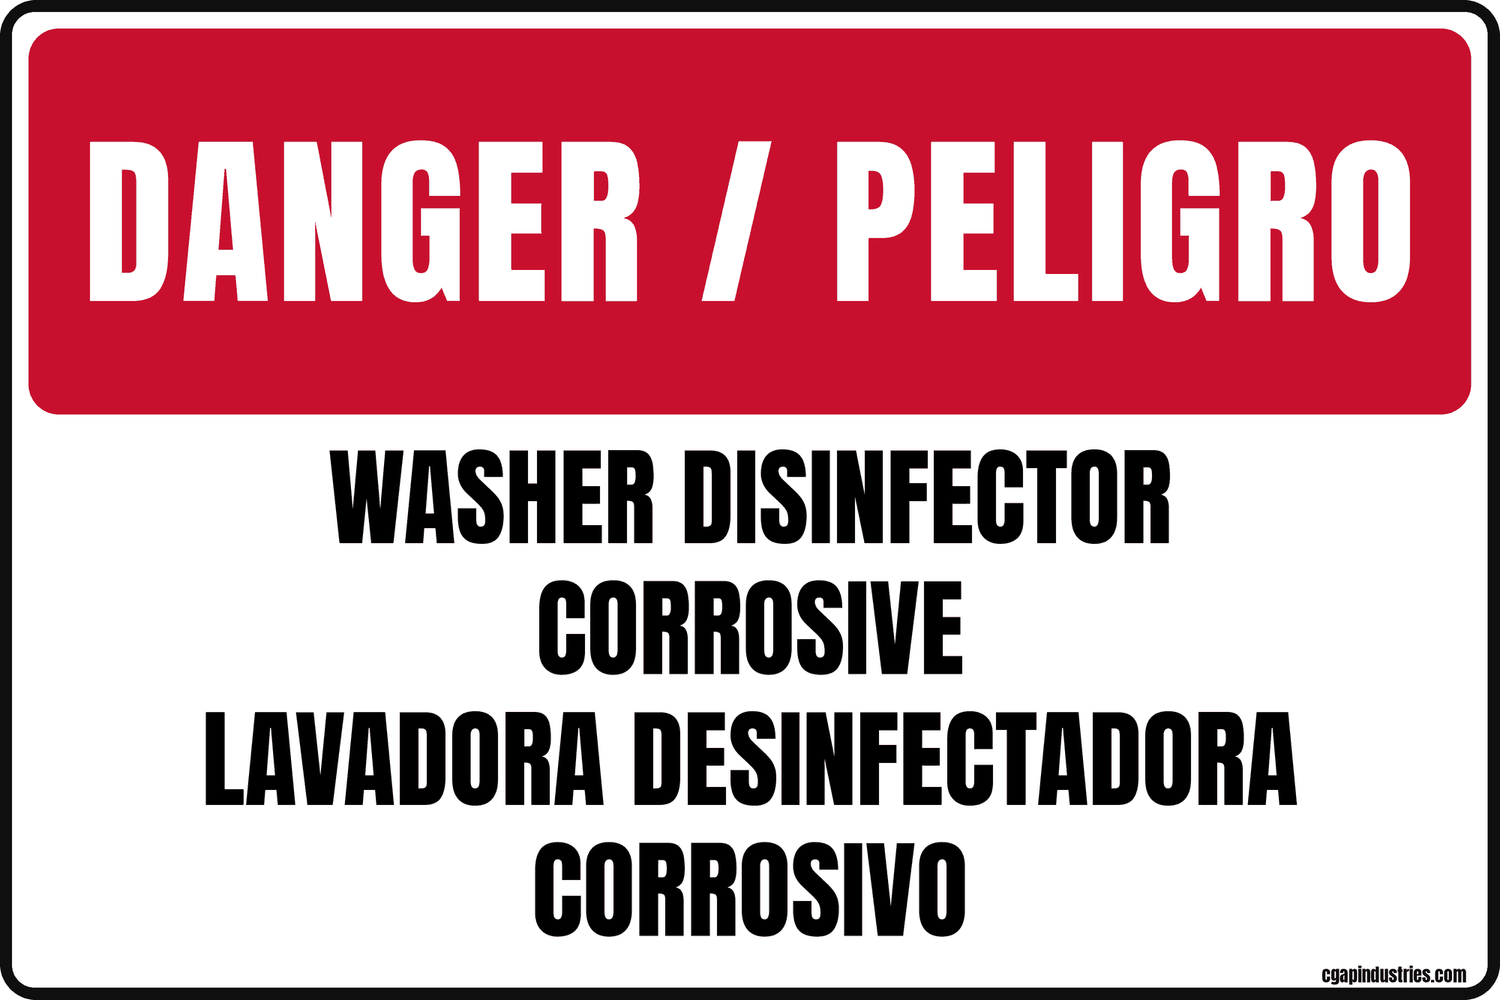 DANGER / PELIGRO
WASHER DISINFECTOR
CORROSIVE
LAVADORA DESINFECTADORA
CORROSIVO
cgapindustries.com